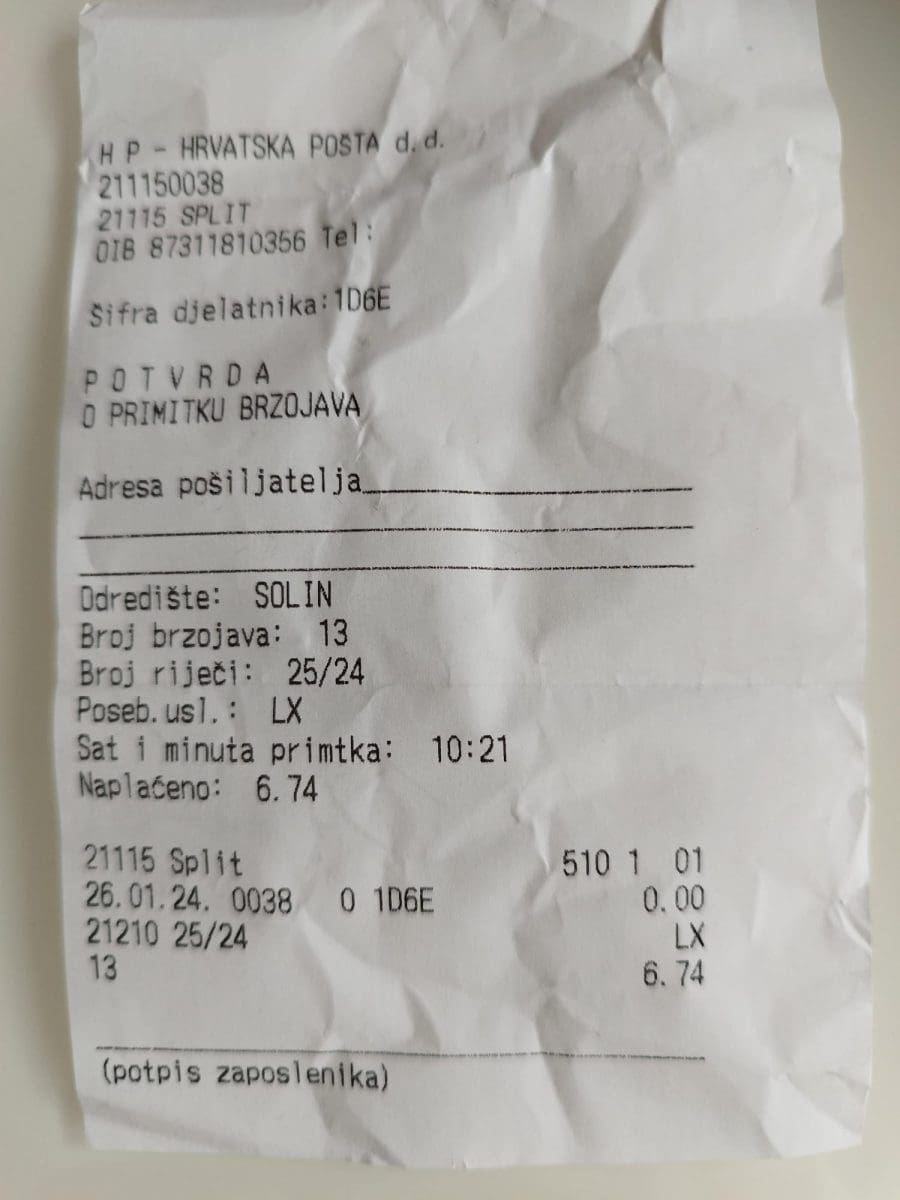 H P - HRVATSKA POŠTA d.d.
211150038
21115 SPLIT
OIB 87311810356 Tel:
Šifra djelatnika:1D6E
P O T V R D A
O PRIMITKU BRZOJAVA
Adresa pošiljatelja
Odredište: SOLIN
Broj brzojava: 13
Broj riječi: 25/24
Poseb.usl.: LX
Sat i minuta primtka: 10:21
Naplaćeno: 6.74
21115 Split 510 1 01
26.01.24. 0038 0 1D6E 0.00
21210 25/24 LX
13 6.74
(potpis zaposlenika)